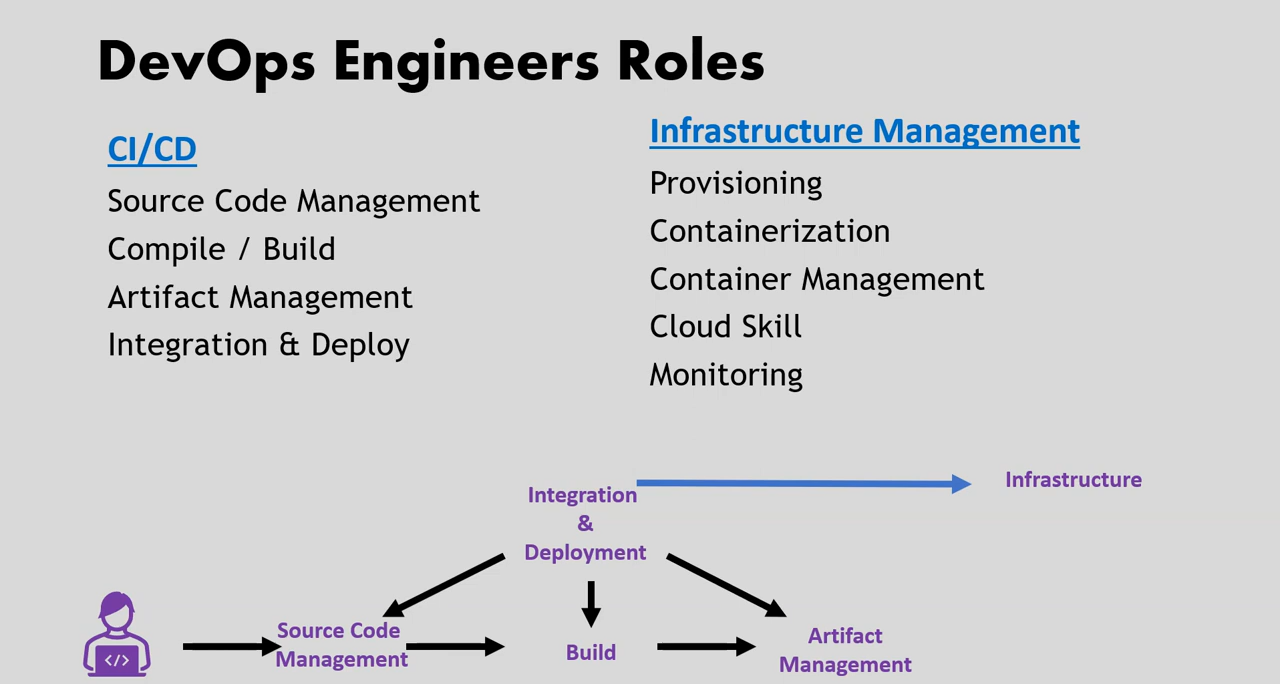 DevOps Engineers Roles
CI/CD
Source Code Management
Compile / Build
Artifact Management
Integration & Deploy
Infrastructure Management
Provisioning
Containerization
Container Management
Cloud Skill
Monitoring
Integration
&
Deployment
Infrastructure
</>
Source Code
Management
Build
Artifact
Management